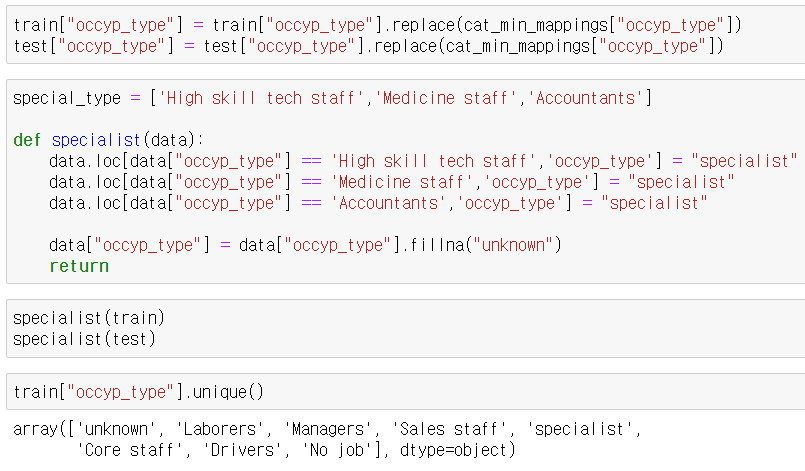 train["occyp_type"] = train["occyp_type"].replace(cat_min_mappings["occyp_type"])
test["occyp_type"] = test["occyp_type"].replace(cat_min_mappings["occyp_type"])
special_type = ['High skill tech staff','Medicine staff','Accountants']
def specialist(data):
    data.loc[data["occyp_type"] == 'High skill tech staff','occyp_type'] = "specialist"
    data.loc[data["occyp_type"] == 'Medicine staff','occyp_type'] = "specialist"
    data.loc[data["occyp_type"] == 'Accountants','occyp_type'] = "specialist"
    data["occyp_type"] = data["occyp_type"].fillna("unknown")
    return
specialist(train)
specialist(test)
train["occyp_type"].unique()
array(['unknown', 'Laborers', 'Managers', 'Sales staff', 'specialist',
       'Core staff', 'Drivers', 'No job'], dtype=object)